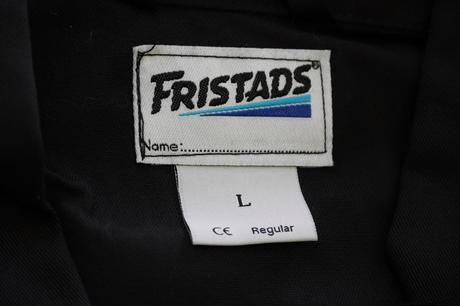 FRISTADS®
Name:..............................
L
CE Regular